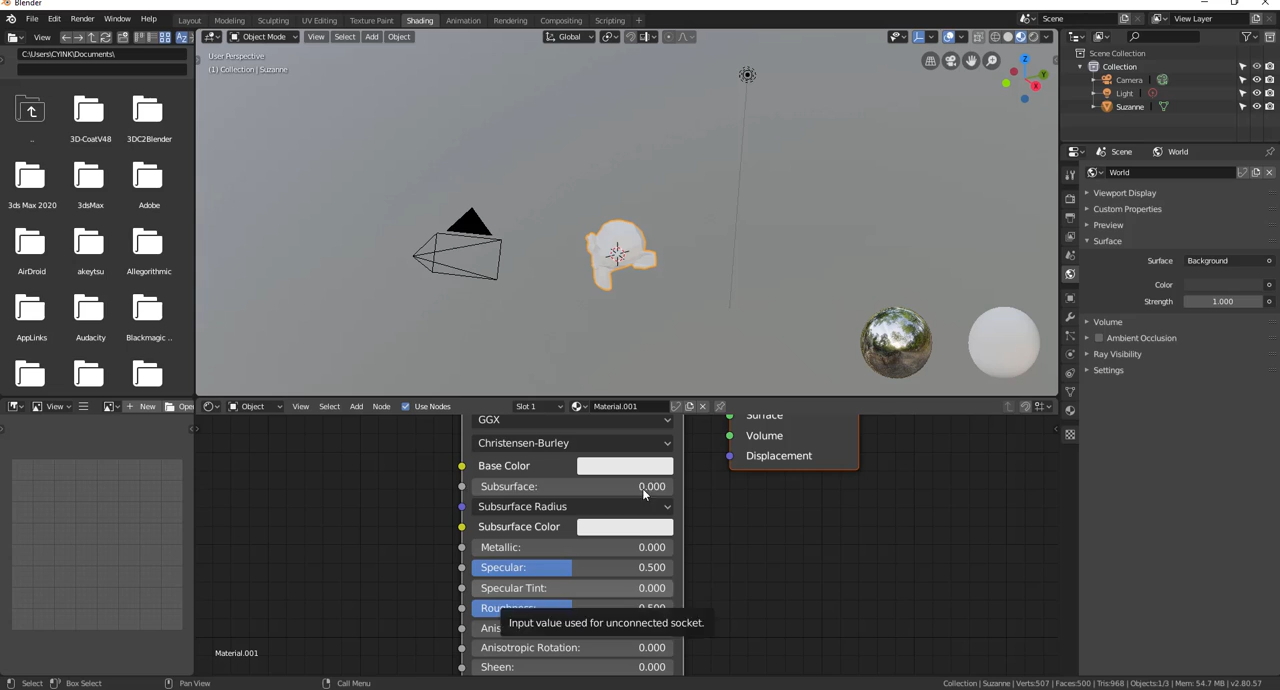 Blender
File Edit Render Window Help
Layout Modeling Sculpting UV Editing Texture Paint Shading Animation Rendering Compositing Scripting +
Scene
View Layer
View
C:\Users\CYINK\Documents\
..
3D-CoatV48
3DC2Blender
3ds Max 2020
3dsMax
Adobe
AirDroid
akeytsu
Allegorithmic
AppLinks
Audacity
Blackmagic ..
Object Mode View Select Add Object
Global
User Perspective
(1) Collection | Suzanne
Z
Y
X
Scene Collection
Collection
Camera
Light
Suzanne
Scene
World
World
Viewport Display
Custom Properties
Preview
Surface
Surface Background
Color
Strength 1.000
Volume
Ambient Occlusion
Ray Visibility
Settings
View
+ New
Open
Object View Select Add Node Use Nodes
Slot 1
Material.001
GGX
Christensen-Burley
Base Color
Subsurface: 0.000
Subsurface Radius
Subsurface Color
Metallic: 0.000
Specular: 0.500
Specular Tint: 0.000
Roughness: 0.500
Input value used for unconnected socket.
Anisotropic Rotation: 0.000
Sheen: 0.000
Surface
Volume
Displacement
Material.001
Select
Box Select
Pan View
Call Menu
Collection | Suzanne | Verts:507 | Faces:500 | Tris:968 | Objects:1/3 | Mem: 54.7 MB | v2.80.57